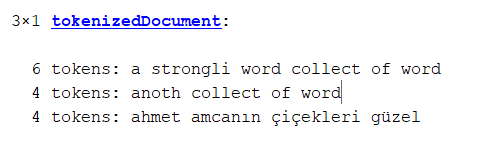 3×1 tokenizedDocument:
6 tokens: a strongli word collect of word
4 tokens: anoth collect of word
4 tokens: ahmet amcanın çiçekleri güzel